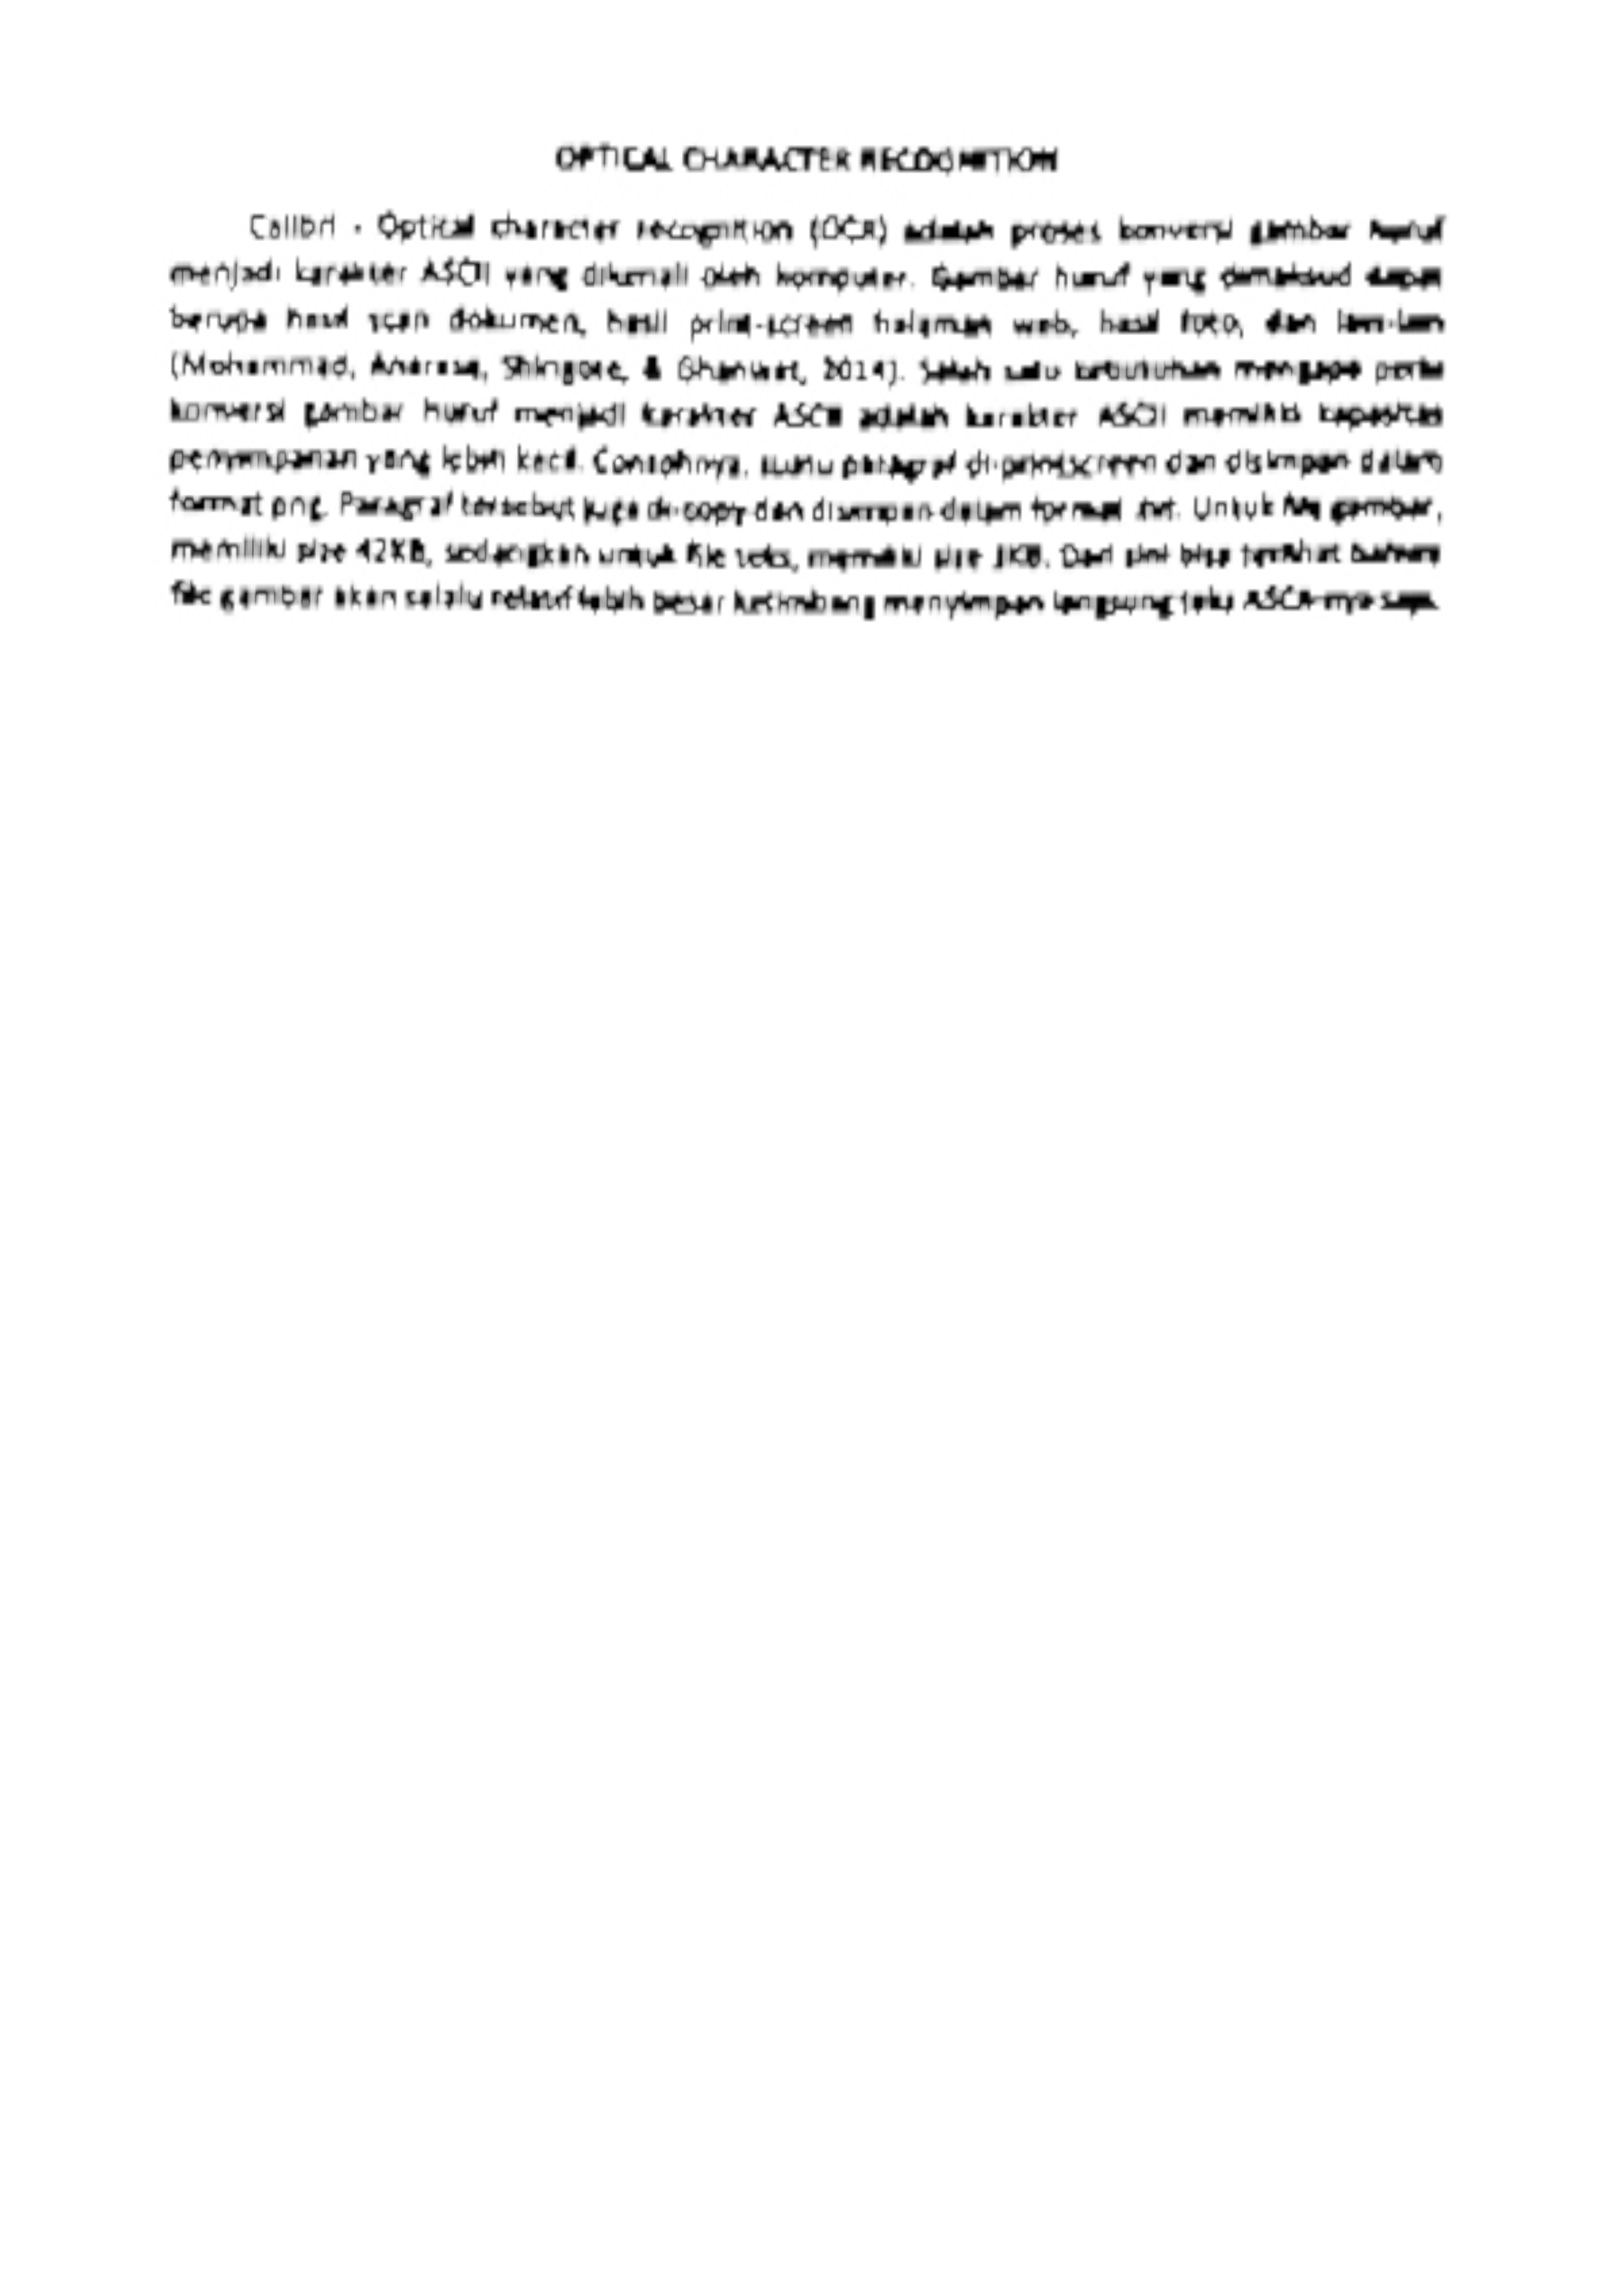 OPTICAL CHARACTER RECOGNITION
Calibri - Optical character recognition (OCR) adalah proses konversi gambar huruf
menjadi karakter ASCII yang dikenali oleh komputer. Gambar huruf yang dimaksud dapat
berupa hasil scan dokumen, hasil print-screen halaman web, hasil foto, dan lain-lain
(Mohammad, Anarase, Shingote, & Ghanwat, 2014). Salah satu kebutuhan mengapa perlu
konversi gambar huruf menjadi karakter ASCII adalah karakter ASCII memiliki kapasitas
penyimpanan yang lebih kecil. Contohnya, suatu paragraf di-printscreen dan disimpan dalam
format png. Paragraf tersebut juga di-copy dan disimpan dalam format .txt. Untuk file gambar,
memiliki size 42KB, sedangkan untuk file teks, memiliki size 1KB. Dari sini bisa terlihat bahwa
file gambar akan selalu relatif lebih besar ketimbang menyimpan langsung teks ASCII-nya saja.